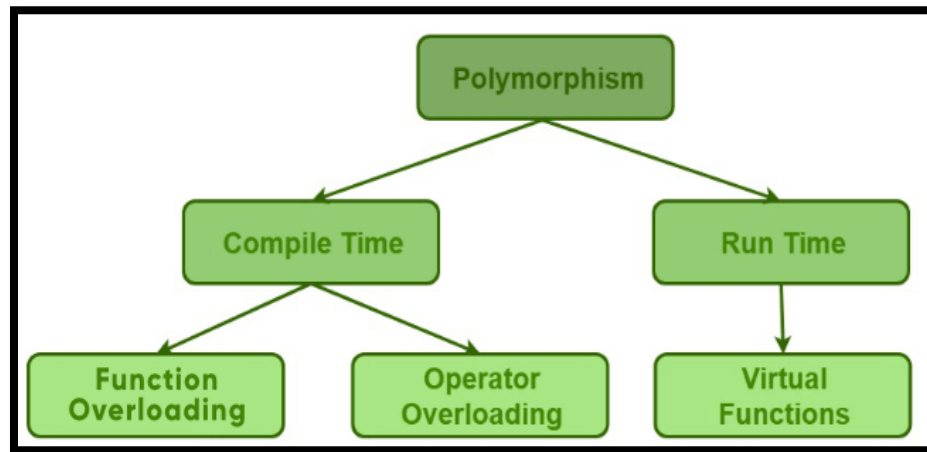 Polymorphism
Compile Time
Run Time
Function
Overloading
Operator
Overloading
Virtual
Functions